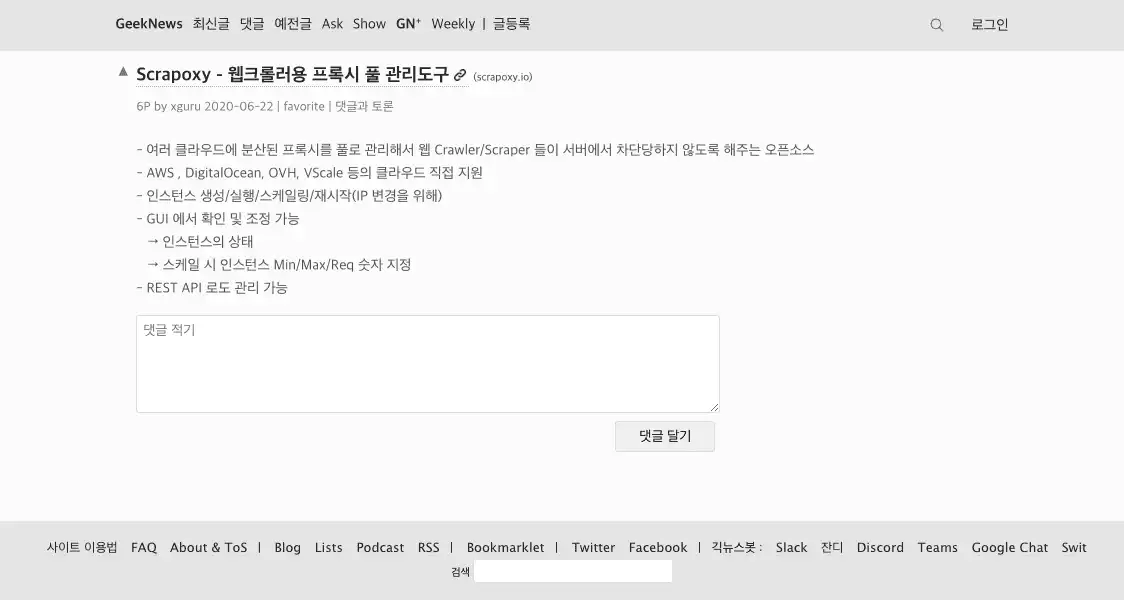 GeekNews 최신글 댓글 예전글 Ask Show GN⁺ Weekly | 글등록 로그인
▲ Scrapoxy - 웹크롤러용 프록시 풀 관리도구 (scrapoxy.io)
6P by xguru 2020-06-22 | favorite | 댓글과 토론
- 여러 클라우드에 분산된 프록시를 풀로 관리해서 웹 Crawler/Scraper 들이 서버에서 차단당하지 않도록 해주는 오픈소스
- AWS , DigitalOcean, OVH, VScale 등의 클라우드 직접 지원
- 인스턴스 생성/실행/스케일링/재시작(IP 변경을 위해)
- GUI 에서 확인 및 조정 가능
→ 인스턴스의 상태
→ 스케일 시 인스턴스 Min/Max/Req 숫자 지정
- REST API 로도 관리 가능
댓글 적기
댓글 달기
사이트 이용법 FAQ About & ToS | Blog Lists Podcast RSS | Bookmarklet | Twitter Facebook | 긱뉴스봇 : Slack 잔디 Discord Teams Google Chat Swit
검색